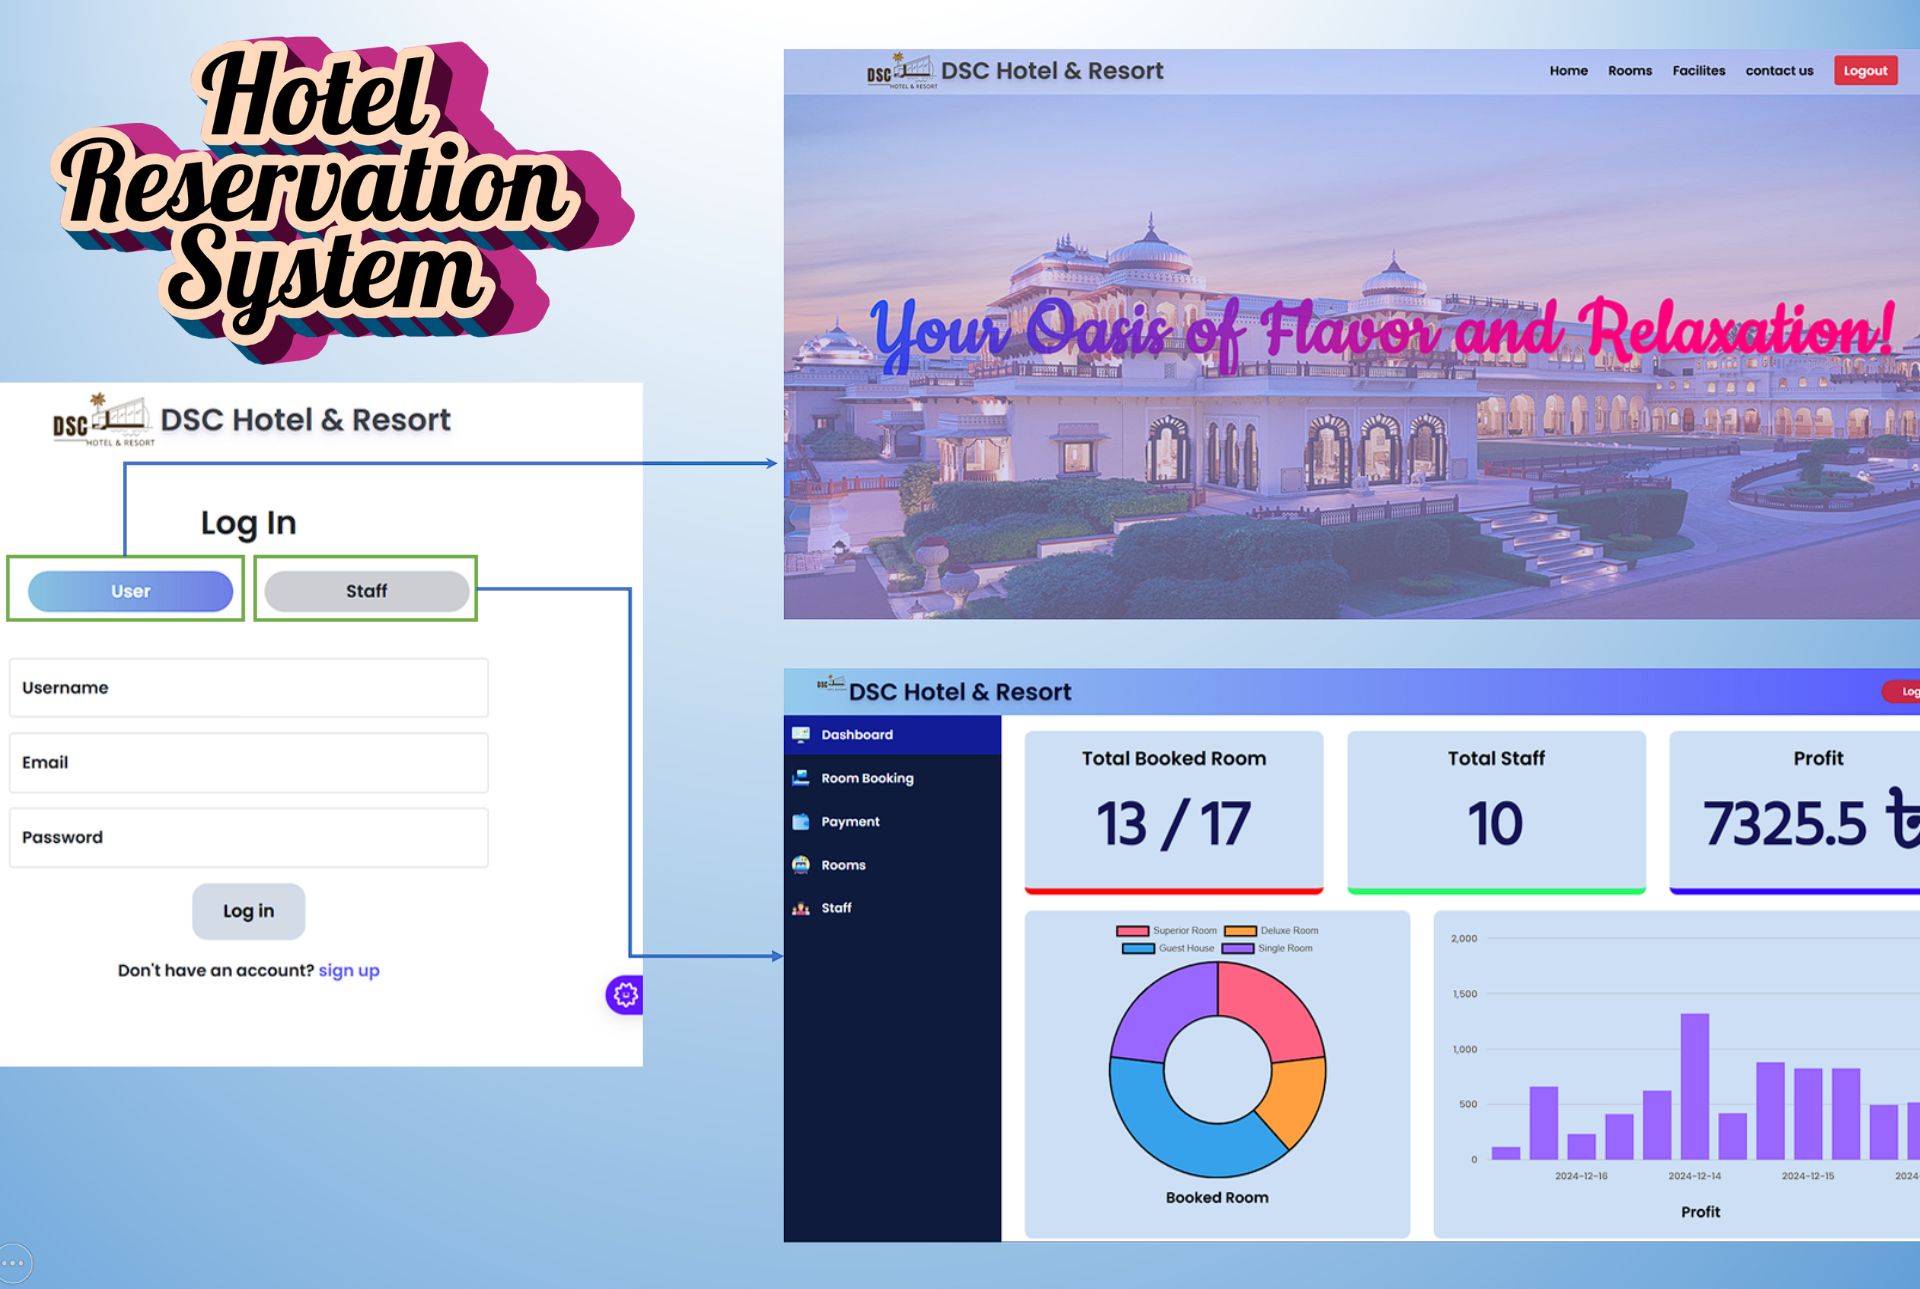 Hotel
Reservation
System
DSC
HOTEL & RESORT
DSC Hotel & Resort
Log In
User
Staff
Username
Email
Password
Log in
Don't have an account? sign up
DSC
HOTEL & RESORT
DSC Hotel & Resort
Home
Rooms
Facilites
contact us
Logout
Your Oasis of Flavor and Relaxation!
DSC
DSC Hotel & Resort
Log
Dashboard
Room Booking
Payment
Rooms
Staff
Total Booked Room
13 / 17
Total Staff
10
Profit
7325.5 ৳
Superior Room
Deluxe Room
Guest House
Single Room
Booked Room
2,000
1,500
1,000
500
0
2024-12-16
2024-12-14
2024-12-15
2024-
Profit